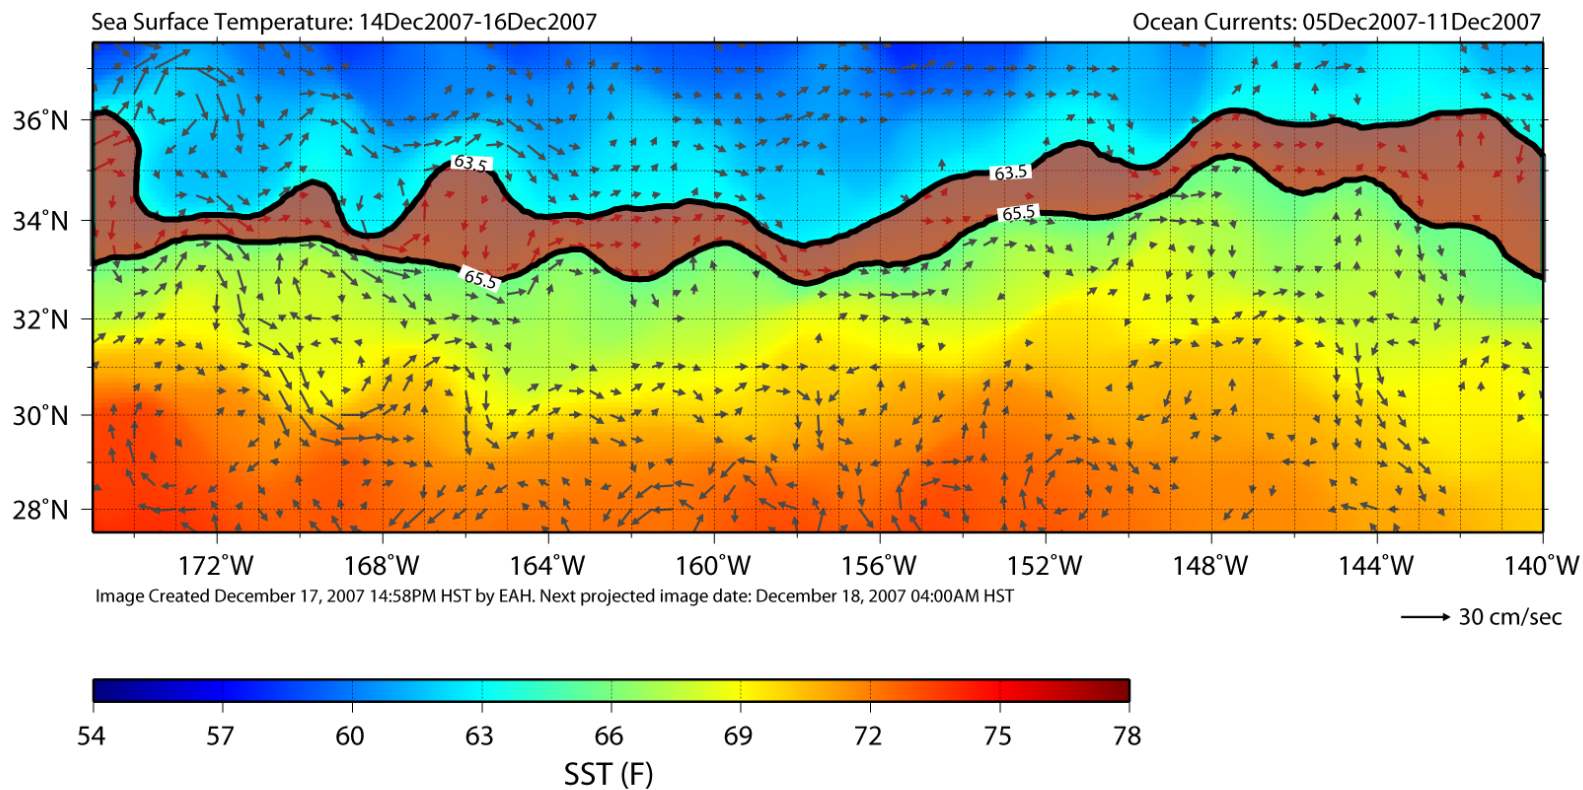 Sea Surface Temperature: 14Dec2007-16Dec2007
Ocean Currents: 05Dec2007-11Dec2007
36°N
34°N
32°N
30°N
28°N
63.5
65.5
63.5
65.5
172°W 168°W 164°W 160°W 156°W 152°W 148°W 144°W 140°W
Image Created December 17, 2007 14:58PM HST by EAH. Next projected image date: December 18, 2007 04:00AM HST
30 cm/sec
54 57 60 63 66 69 72 75 78
SST (F)